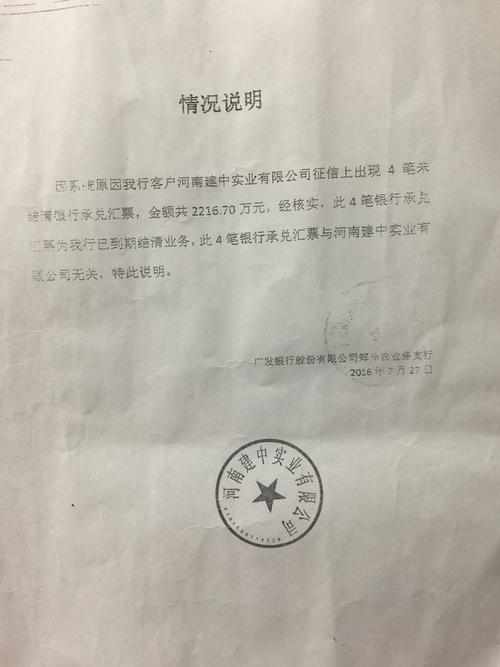 情况说明
因系统原因我行客户河南建中实业有限公司征信上出现 4 笔未
结清银行承兑汇票，金额共 2216.70 万元，经核实，此 4 笔银行承兑
汇票为我行已到期结清业务，此 4 笔银行承兑汇票与河南建中实业有
限公司无关，特此说明。
广发银行股份有限公司郑州农业路支行
2016 年 7 月 27 日
河南建中实业有限公司